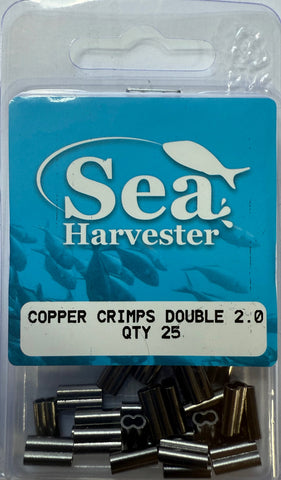 Sea
Harvester
COPPER CRIMPS DOUBLE 2.0
QTY 25